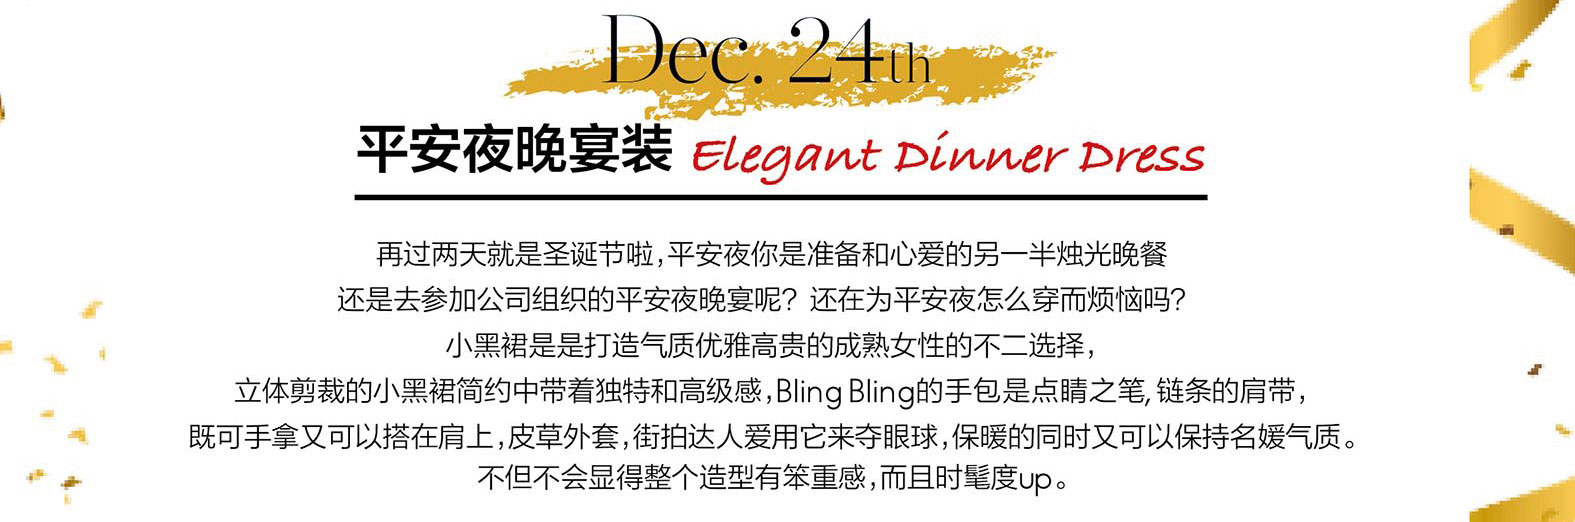 Dec. 24th
平安夜晚宴装 Elegant Dinner Dress
再过两天就是圣诞节啦,平安夜你是准备和心爱的另一半烛光晚餐
还是去参加公司组织的平安夜晚宴呢？还在为平安夜怎么穿而烦恼吗？
小黑裙是是打造气质优雅高贵的成熟女性的不二选择，
立体剪裁的小黑裙简约中带着独特和高级感,Bling Bling的手包是点睛之笔,链条的肩带，
既可手拿又可以搭在肩上,皮草外套,街拍达人爱用它来夺眼球,保暖的同时又可以保持名媛气质。
不但不会显得整个造型有笨重感,而且时髦度up。